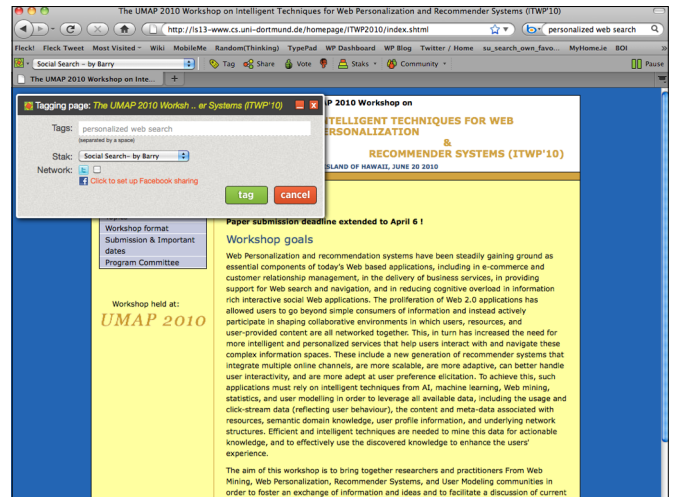 The UMAP 2010 Workshop on Intelligent Techniques for Web Personalization and Recommender Systems (ITWP'10)
http://ls13-www.cs.uni-dortmund.de/homepage/ITWP2010/index.shtml
personalized web search
Fleck! Fleck Tweet Most Visited Wiki MobileMe Random(Thinking) TypePad WP Dashboard WP Blog Twitter / Home su_search_own_favo... MyHome.ie BOI
Social Search- by Barry Tag Share Vote Staks Community Pause
The UMAP 2010 Workshop on Inte...
Tagging page: The UMAP 2010 Worksh .. er Systems (ITWP'10)
Tags: personalized web search
(separated by a space)
Stak: Social Search- by Barry
Network:
Click to set up Facebook sharing
tag cancel
P 2010 Workshop on
TELLIGENT TECHNIQUES FOR WEB
ERSONALIZATION
&
RECOMMENDER SYSTEMS (ITWP'10)
ISLAND OF HAWAII, JUNE 20 2010
Workshop format
Submission & Important
dates
Program Committee
Workshop held at:
UMAP 2010
Paper submission deadline extended to April 6 !
Workshop goals
Web Personalization and recommendation systems have been steadily gaining ground as
essential components of today's Web based applications, including in e-commerce and
customer relationship management, in the delivery of business services, in providing
support for Web search and navigation, and in reducing cognitive overload in information
rich interactive social Web applications. The proliferation of Web 2.0 applications has
allowed users to go beyond simple consumers of information and instead actively
participate in shaping collaborative environments in which users, resources, and
user-provided content are all networked together. This, in turn has increased the need for
more intelligent and personalized services that help users interact with and navigate these
complex information spaces. These include a new generation of recommender systems that
integrate multiple online channels, are more scalable, are more adaptive, can better handle
user interactivity, and are more adept at user preference elicitation. To achieve this, such
applications must rely on intelligent techniques from AI, machine learning, Web mining,
statistics, and user modelling in order to leverage all available data, including the usage and
click-stream data (reflecting user behaviour), the content and meta-data associated with
resources, semantic domain knowledge, user profile information, and underlying network
structures. Efficient and intelligent techniques are needed to mine this data for actionable
knowledge, and to effectively use the discovered knowledge to enhance the users'
experience.
The aim of this workshop is to bring together researchers and practitioners From Web
Mining, Web Personalization, Recommender Systems, and User Modeling communities in
order to foster an exchange of information and ideas and to facilitate a discussion of current